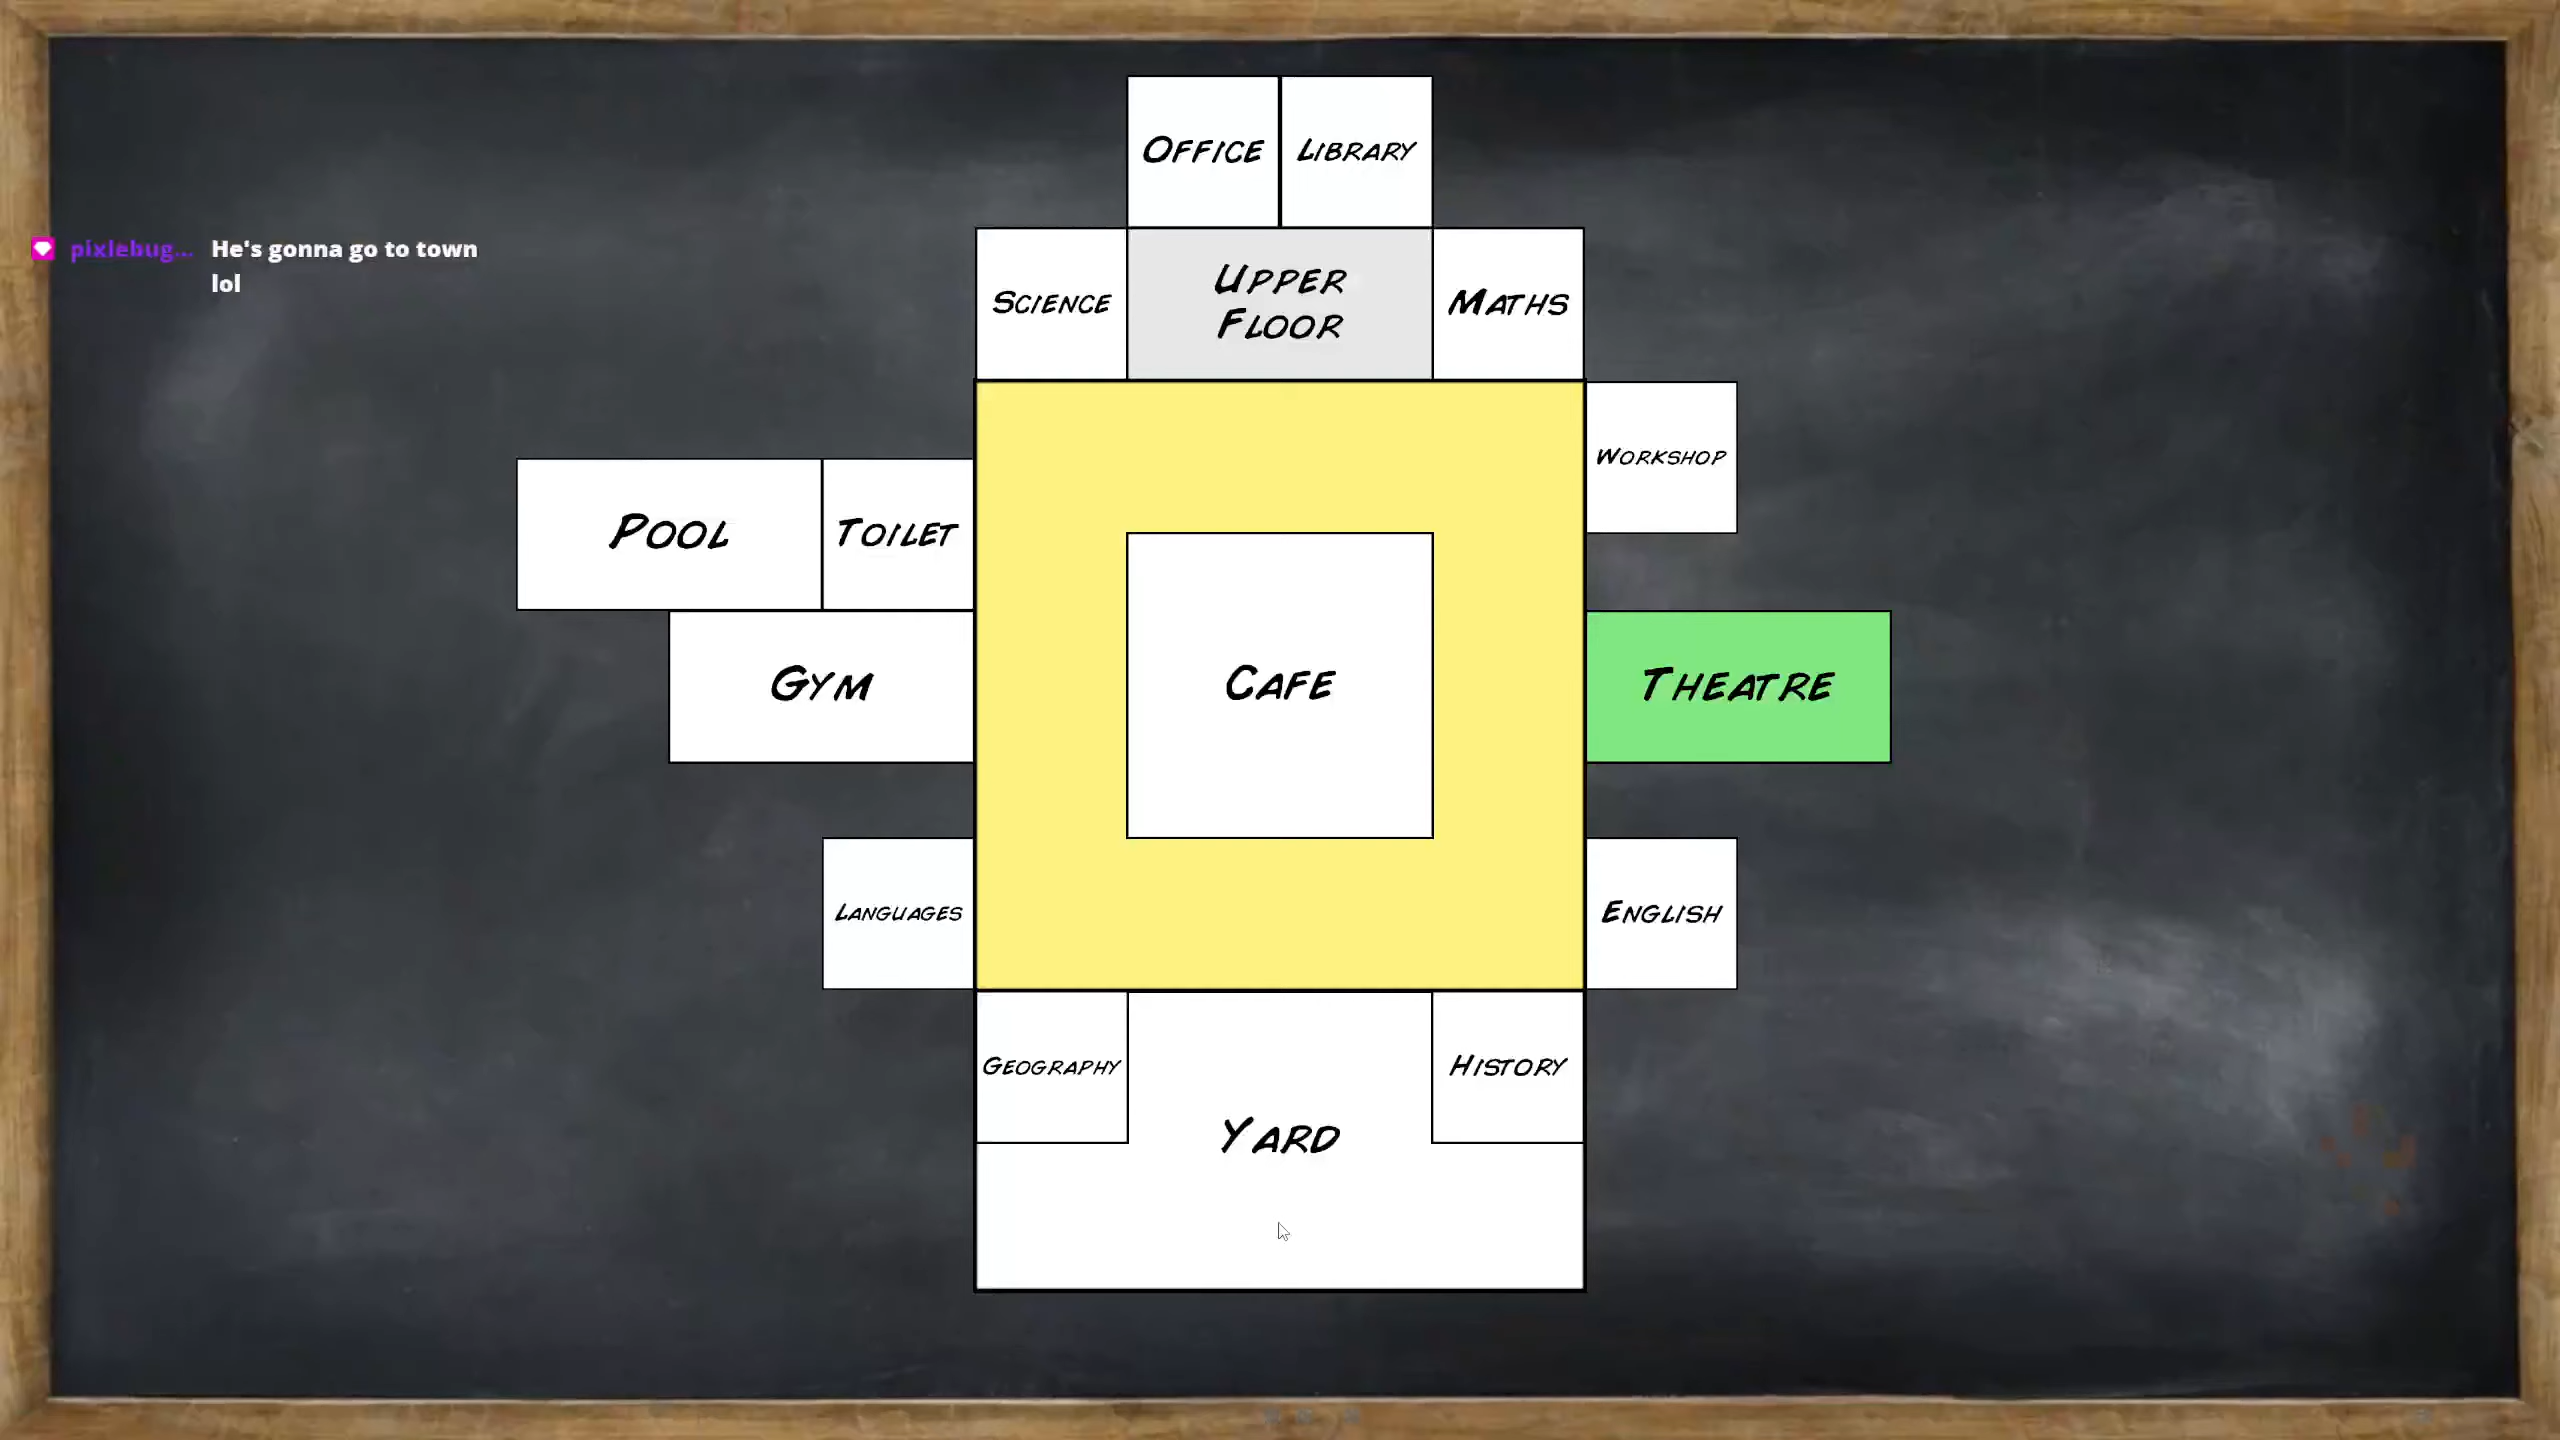 OFFICE
LIBRARY
pixlebug... He's gonna go to town
lol
SCIENCE
UPPER
FLOOR
MATHS
WORKSHOP
POOL
TOILET
GYM
CAFE
THEATRE
LANGUAGES
ENGLISH
GEOGRAPHY
YARD
HISTORY